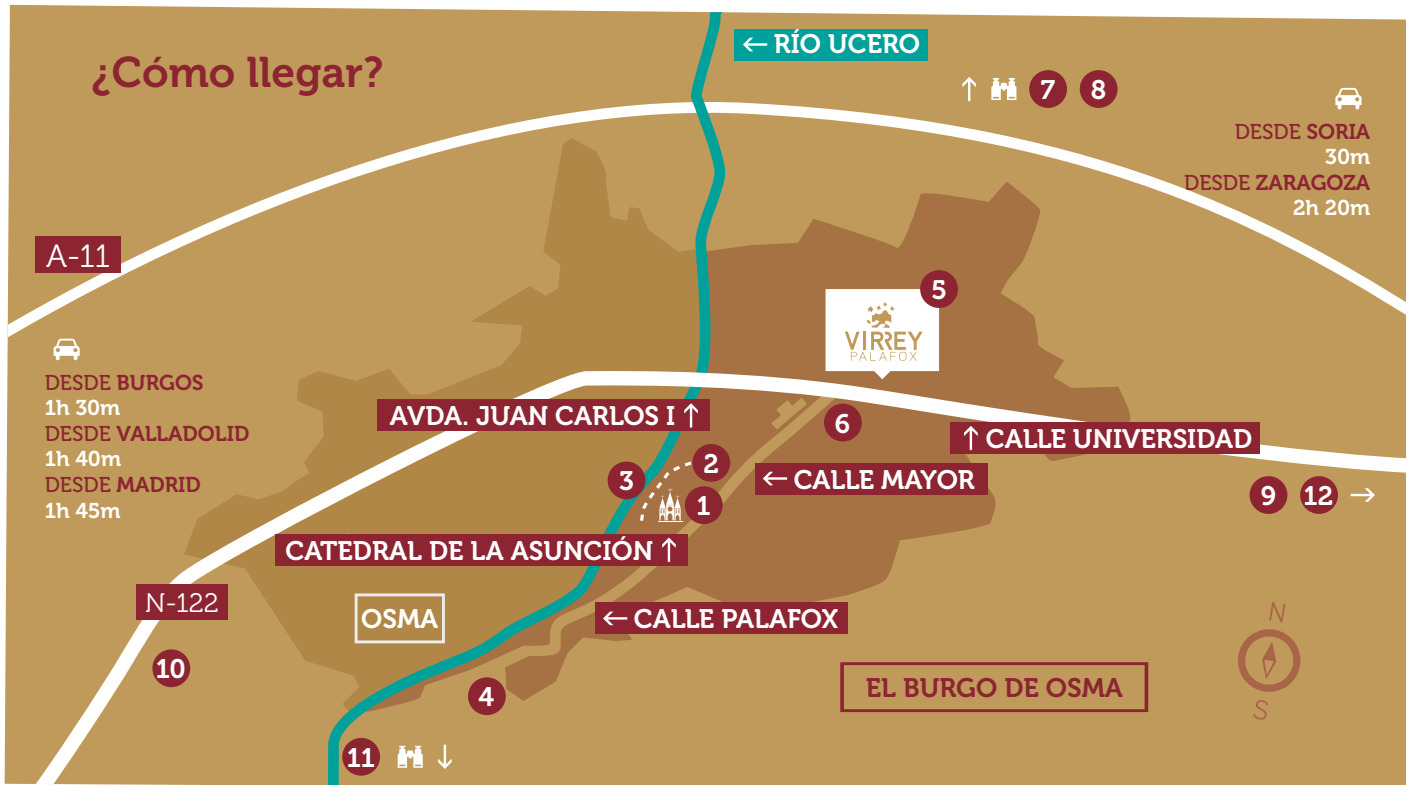 ¿Cómo llegar?
← RÍO UCERO
↑ 7 8
DESDE SORIA
30m
DESDE ZARAGOZA
2h 20m
A-11
5
VIRREY
PALAFOX
DESDE BURGOS
1h 30m
DESDE VALLADOLID
1h 40m
DESDE MADRID
1h 45m
AVDA. JUAN CARLOS I ↑
6
↑ CALLE UNIVERSIDAD
2
3
← CALLE MAYOR
1
9 12 →
CATEDRAL DE LA ASUNCIÓN ↑
N-122
OSMA
← CALLE PALAFOX
10
4
EL BURGO DE OSMA
N
S
11 ↓